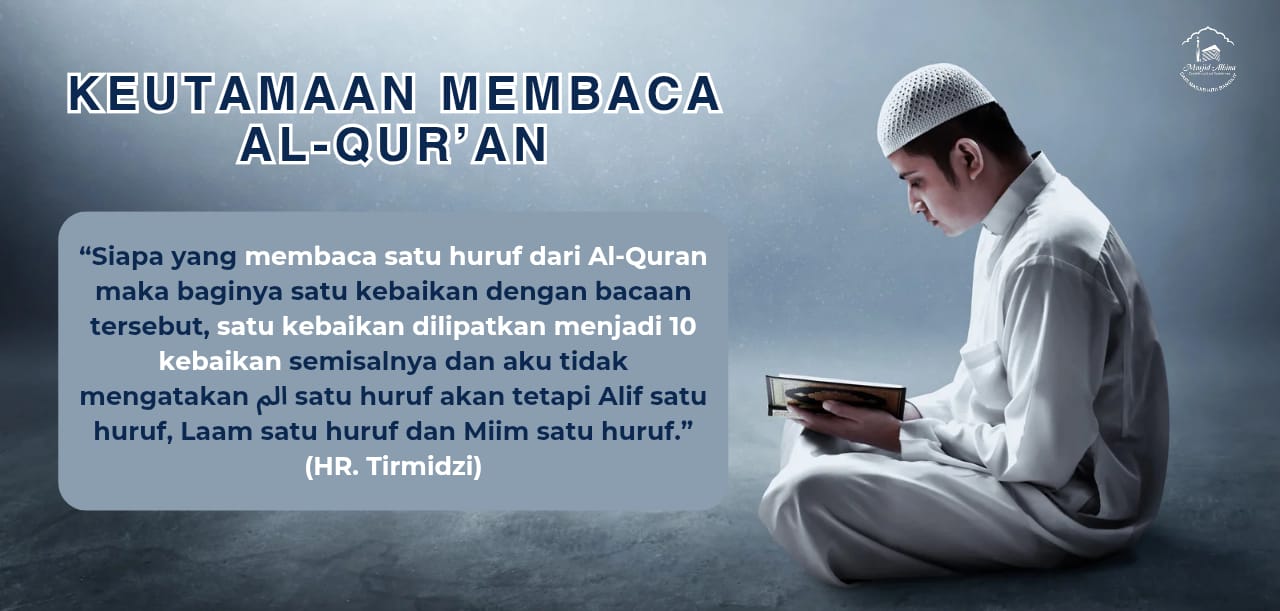 KEUTAMAAN MEMBACA
AL-QUR’AN
“Siapa yang membaca satu huruf dari Al-Quran
maka baginya satu kebaikan dengan bacaan
tersebut, satu kebaikan dilipatkan menjadi 10
kebaikan semisalnya dan aku tidak
mengatakan الم satu huruf akan tetapi Alif satu
huruf, Laam satu huruf dan Miim satu huruf.”
(HR. Tirmidzi)
Masjid Albina